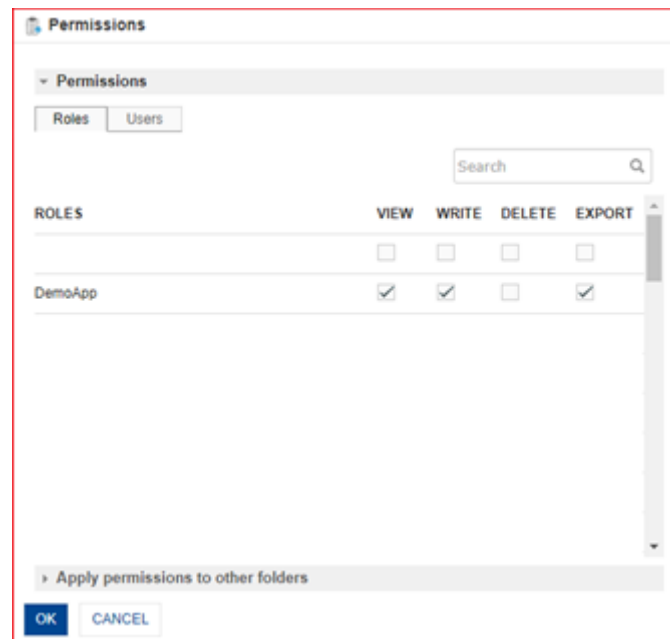 Permissions
Permissions
Roles Users
Search
ROLES VIEW WRITE DELETE EXPORT
DemoApp
Apply permissions to other folders
OK CANCEL